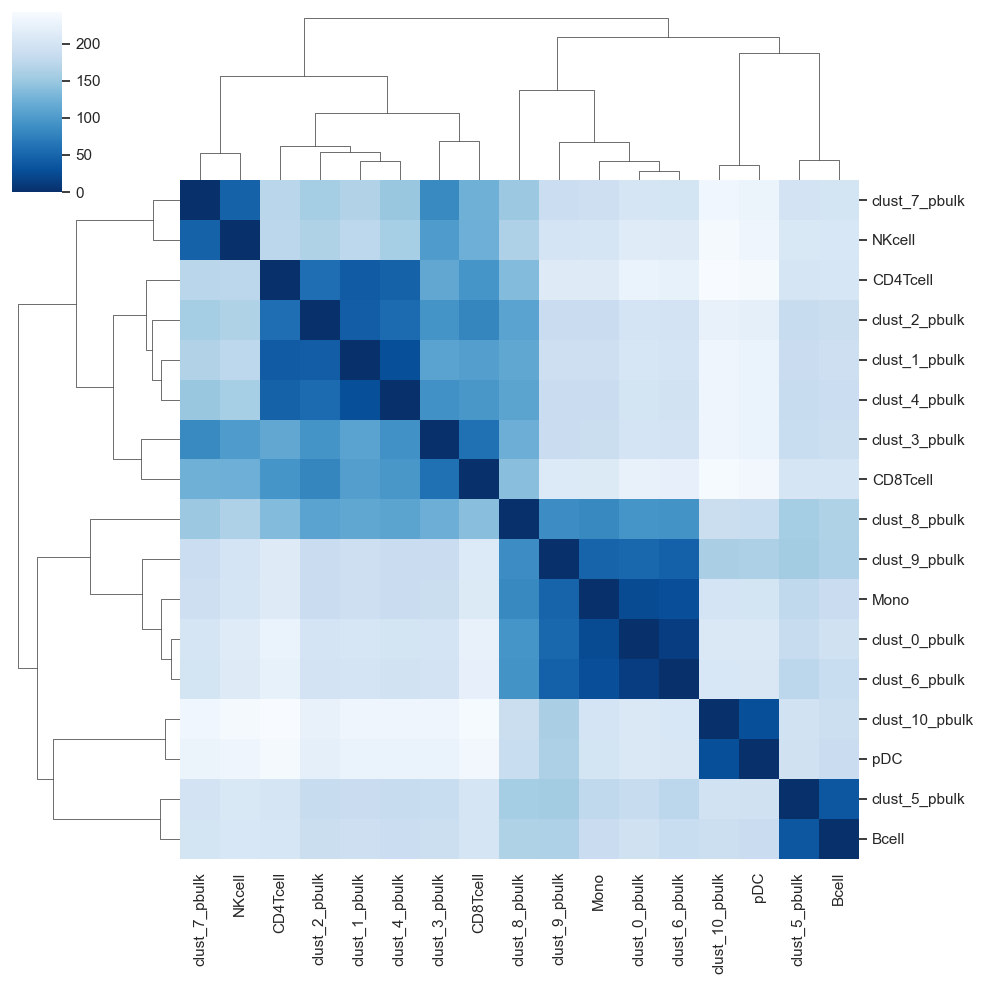 200
150
100
50
0
clust_7_pbulk
NKcell
CD4Tcell
clust_2_pbulk
clust_1_pbulk
clust_4_pbulk
clust_3_pbulk
CD8Tcell
clust_8_pbulk
clust_9_pbulk
Mono
clust_0_pbulk
clust_6_pbulk
clust_10_pbulk
pDC
clust_5_pbulk
Bcell
clust_7_pbulk
NKcell
CD4Tcell
clust_2_pbulk
clust_1_pbulk
clust_4_pbulk
clust_3_pbulk
CD8Tcell
clust_8_pbulk
clust_9_pbulk
Mono
clust_0_pbulk
clust_6_pbulk
clust_10_pbulk
pDC
clust_5_pbulk
Bcell